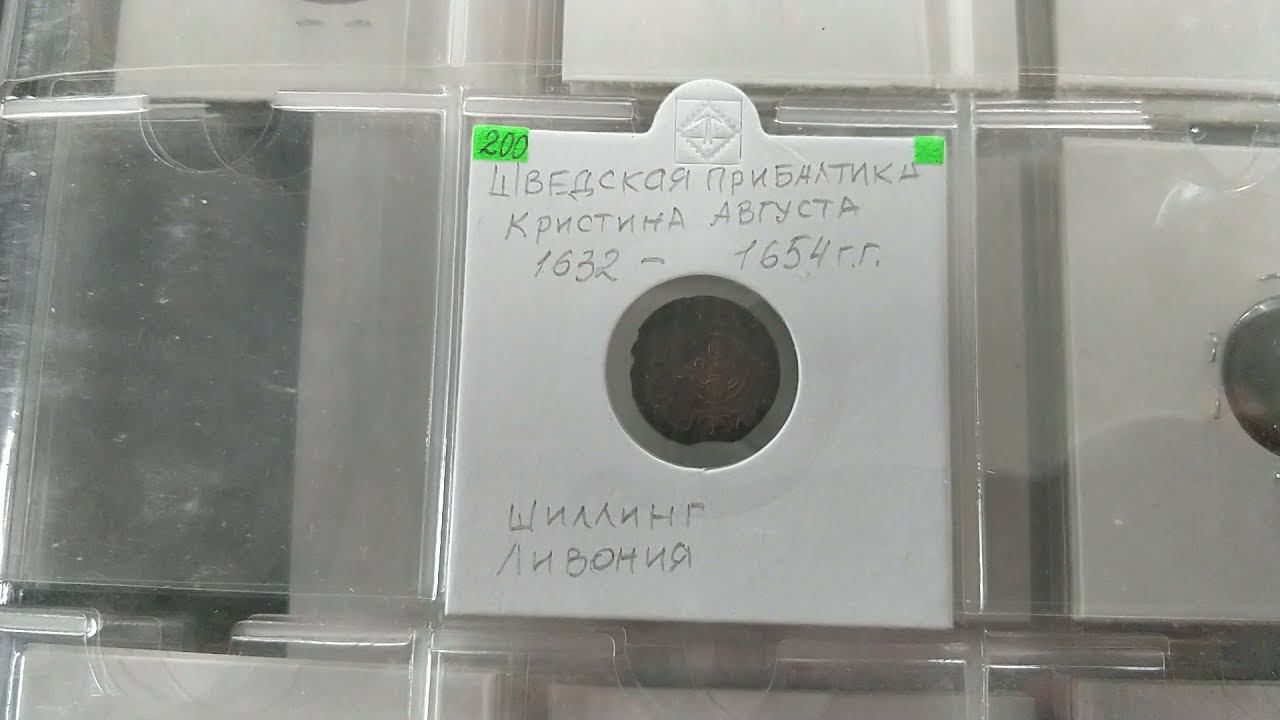 200
ШВЕДСКАЯ ПРИБАЛТИКА
КРИСТИНА АВГУСТА
1632 - 1654 г.г.
ШИЛЛИНГ
ЛИВОНИЯ